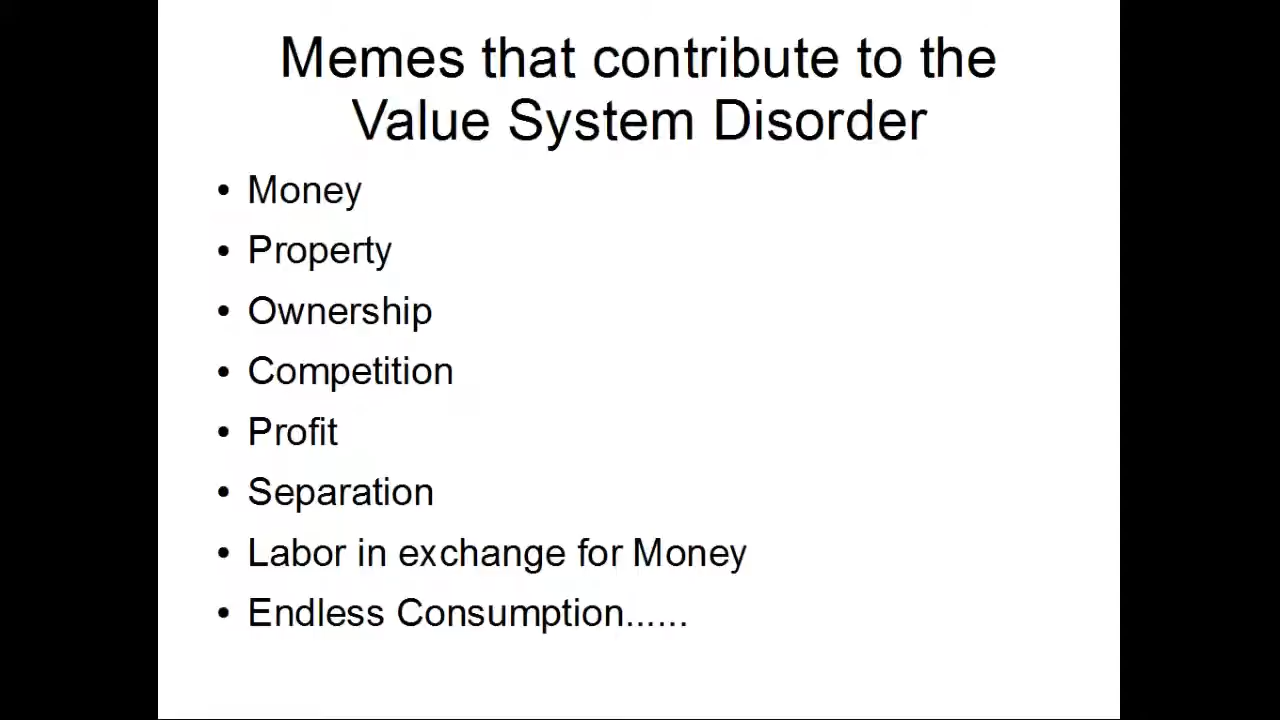 Memes that contribute to the
Value System Disorder
• Money
• Property
• Ownership
• Competition
• Profit
• Separation
• Labor in exchange for Money
• Endless Consumption......